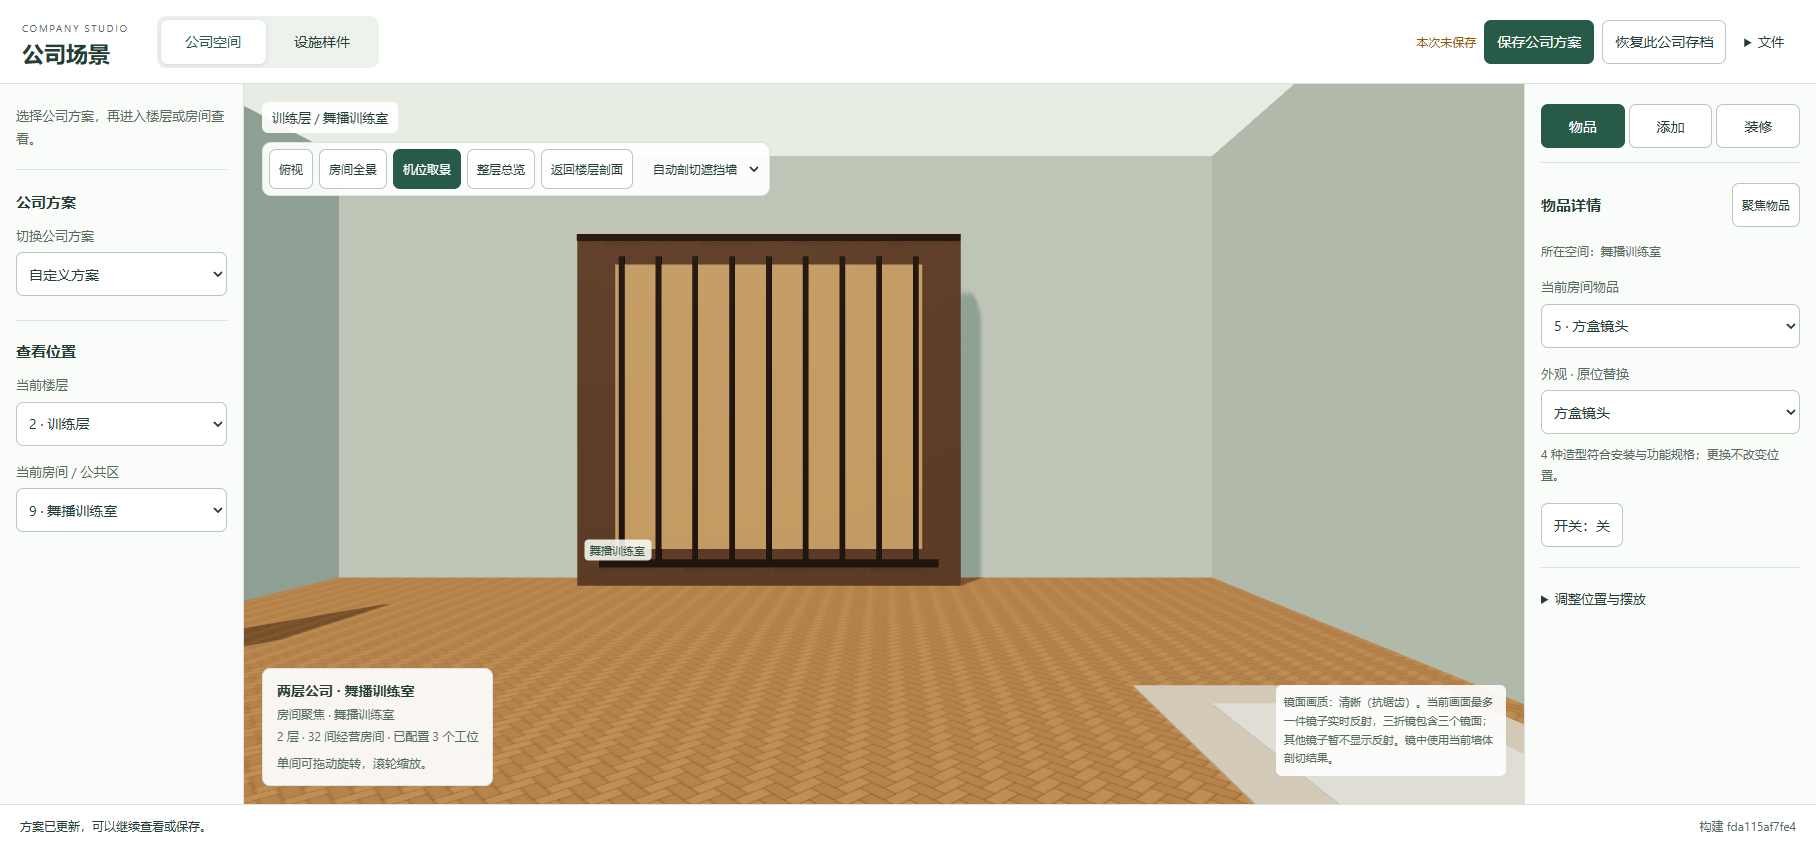 COMPANY STUDIO
公司场景
公司空间
设施样件
本次未保存
保存公司方案
恢复此公司存档
▶ 文件
选择公司方案，再进入楼层或房间查
看。
公司方案
切换公司方案
自定义方案
查看位置
当前楼层
2 · 训练层
当前房间 / 公共区
9 · 舞播训练室
训练层 / 舞播训练室
俯视
房间全景
机位取景
整层总览
返回楼层剖面
自动剖切遮挡墙
舞播训练室
两层公司 · 舞播训练室
房间聚焦 · 舞播训练室
2 层 · 32 间经营房间 · 已配置 3 个工位
单间可拖动旋转，滚轮缩放。
镜面画质：清晰（抗锯齿）。当前画面最多
一件镜子实时反射，三折镜包含三个镜面；
其他镜子暂不显示反射。镜中使用当前墙体
剖切结果。
物品
添加
装修
物品详情
聚焦物品
所在空间：舞播训练室
当前房间物品
5 · 方盒镜头
外观 · 原位替换
方盒镜头
4 种造型符合安装与功能规格；更换不改变位
置。
开关：关
▶ 调整位置与摆放
方案已更新，可以继续查看或保存。
构建 fda115af7fe4